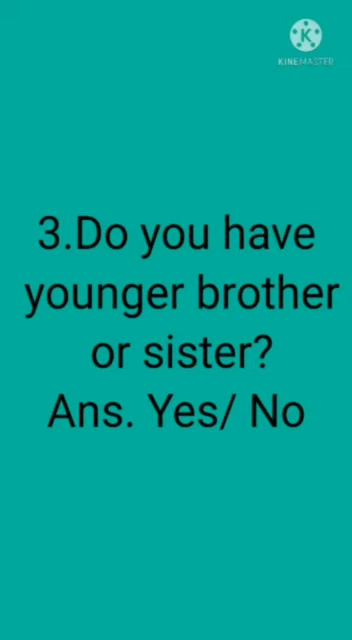 K
KINEMASTER
3.Do you have
younger brother
or sister?
Ans. Yes/ No